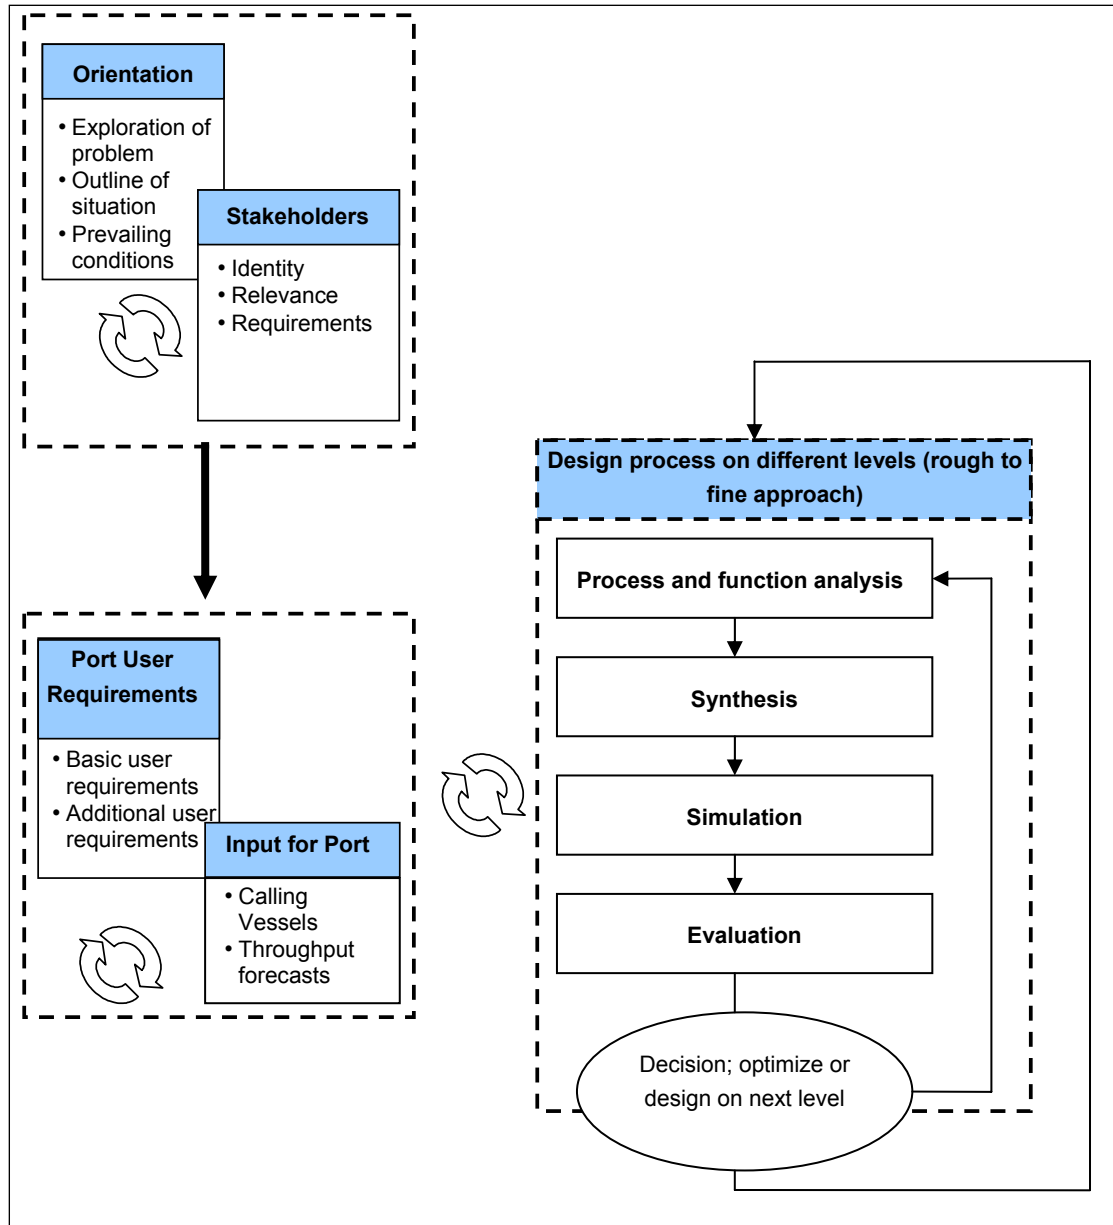 Orientation
• Exploration of
problem
• Outline of
situation
• Prevailing
conditions
Stakeholders
• Identity
• Relevance
• Requirements
Port User
Requirements
• Basic user
requirements
• Additional user
requirements
Input for Port
• Calling
Vessels
• Throughput
forecasts
Design process on different levels (rough to
fine approach)
Process and function analysis
Synthesis
Simulation
Evaluation
Decision; optimize or
design on next level